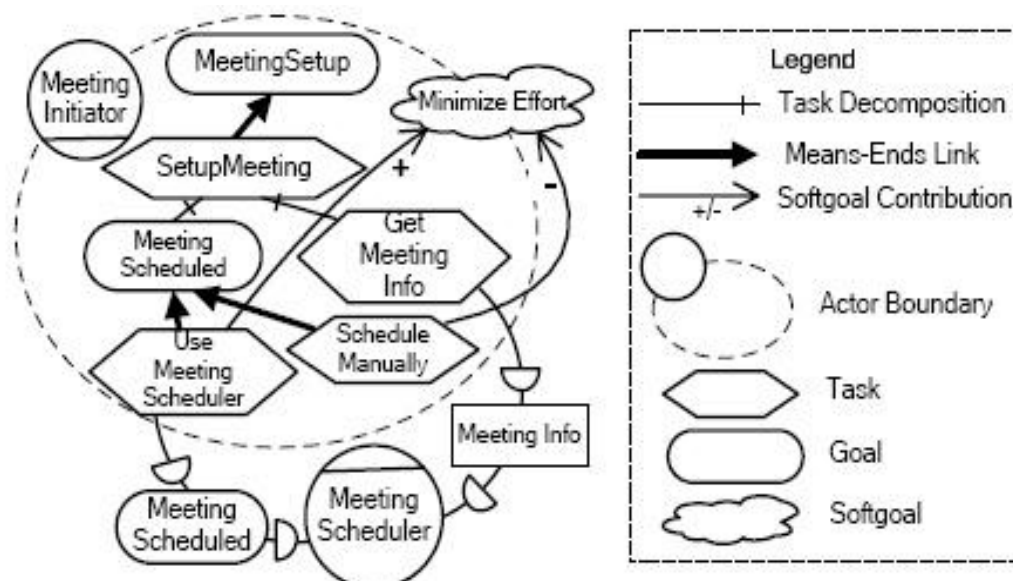 Meeting
Initiator
MeetingSetup
Minimize Effort
SetupMeeting
+
-
Meeting
Scheduled
Get
Meeting
Info
Use
Meeting
Scheduler
Schedule
Manually
Meeting Info
Meeting
Scheduled
Meeting
Scheduler
Legend
Task Decomposition
Means-Ends Link
+/-
Softgoal Contribution
Actor Boundary
Task
Goal
Softgoal